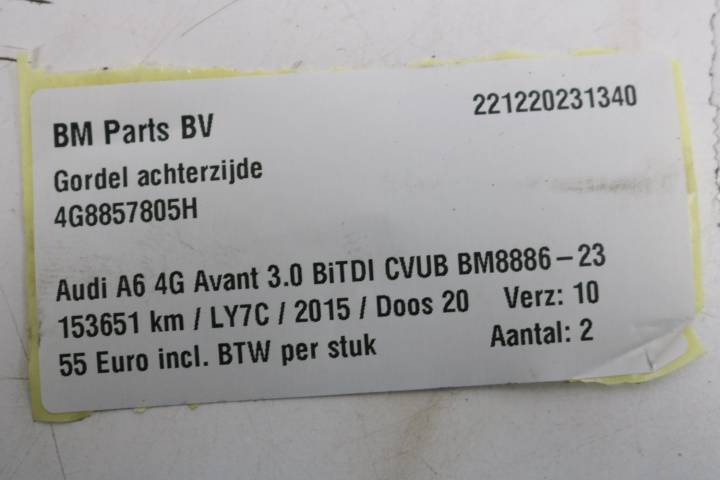 BM Parts BV 221220231340
Gordel achterzijde
4G8857805H
Audi A6 4G Avant 3.0 BiTDI CVUB BM8886-23
153651 km / LY7C / 2015 / Doos 20 Verz: 10
55 Euro incl. BTW per stuk Aantal: 2